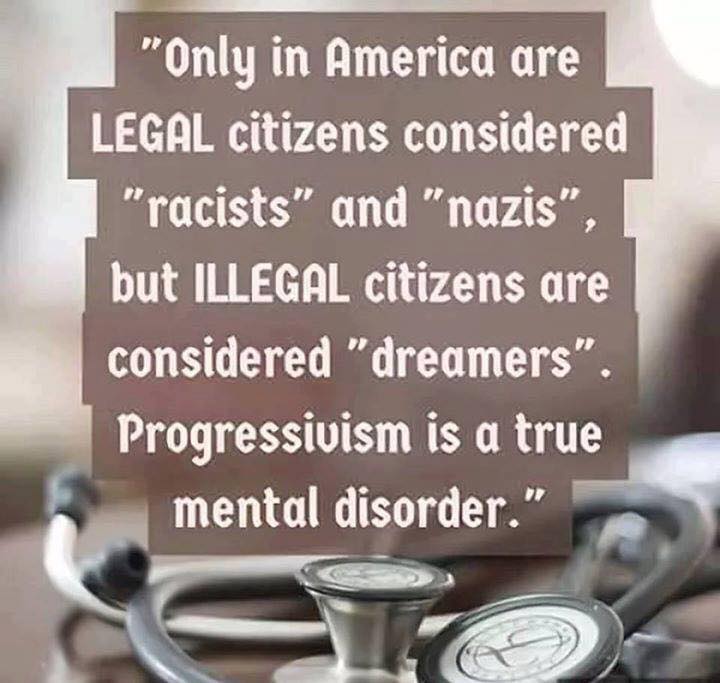 "Only in America are
LEGAL citizens considered
"racists" and "nazis",
but ILLEGAL citizens are
considered "dreamers".
Progressivism is a true
mental disorder."